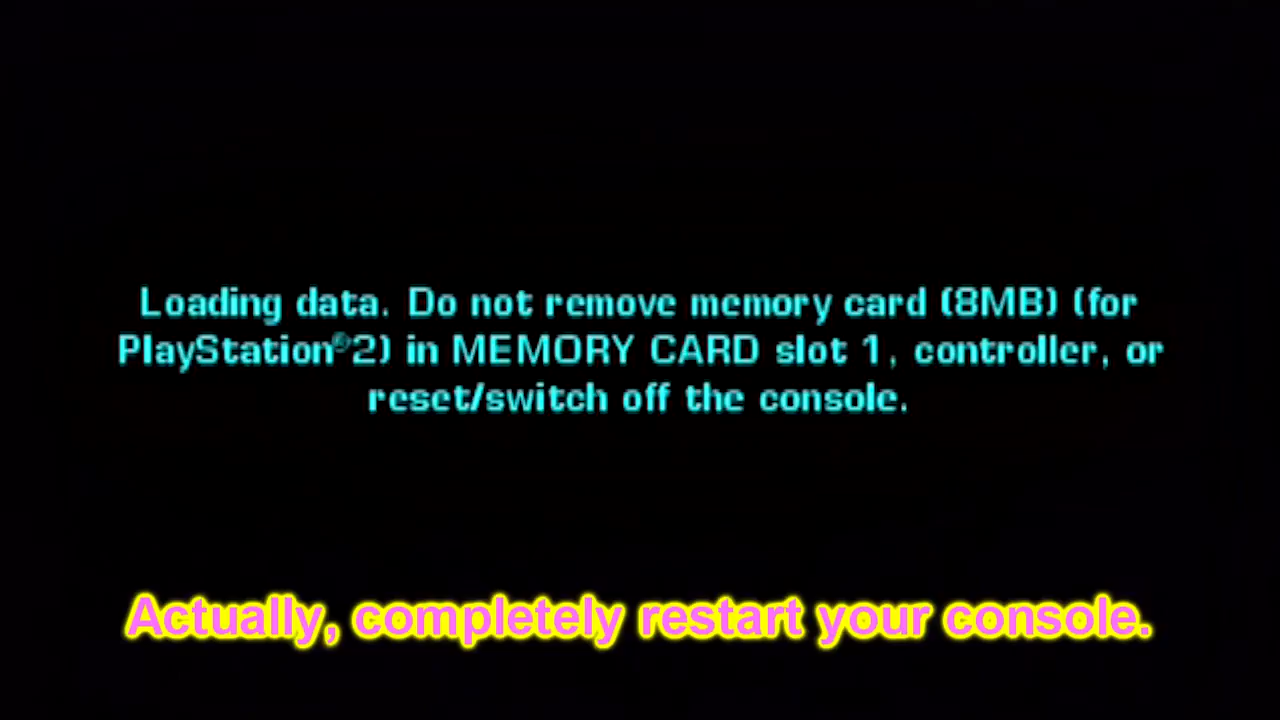 Loading data. Do not remove memory card (8MB) (for
PlayStation®2) in MEMORY CARD slot 1, controller, or
reset/switch off the console.
Actually, completely restart your console.